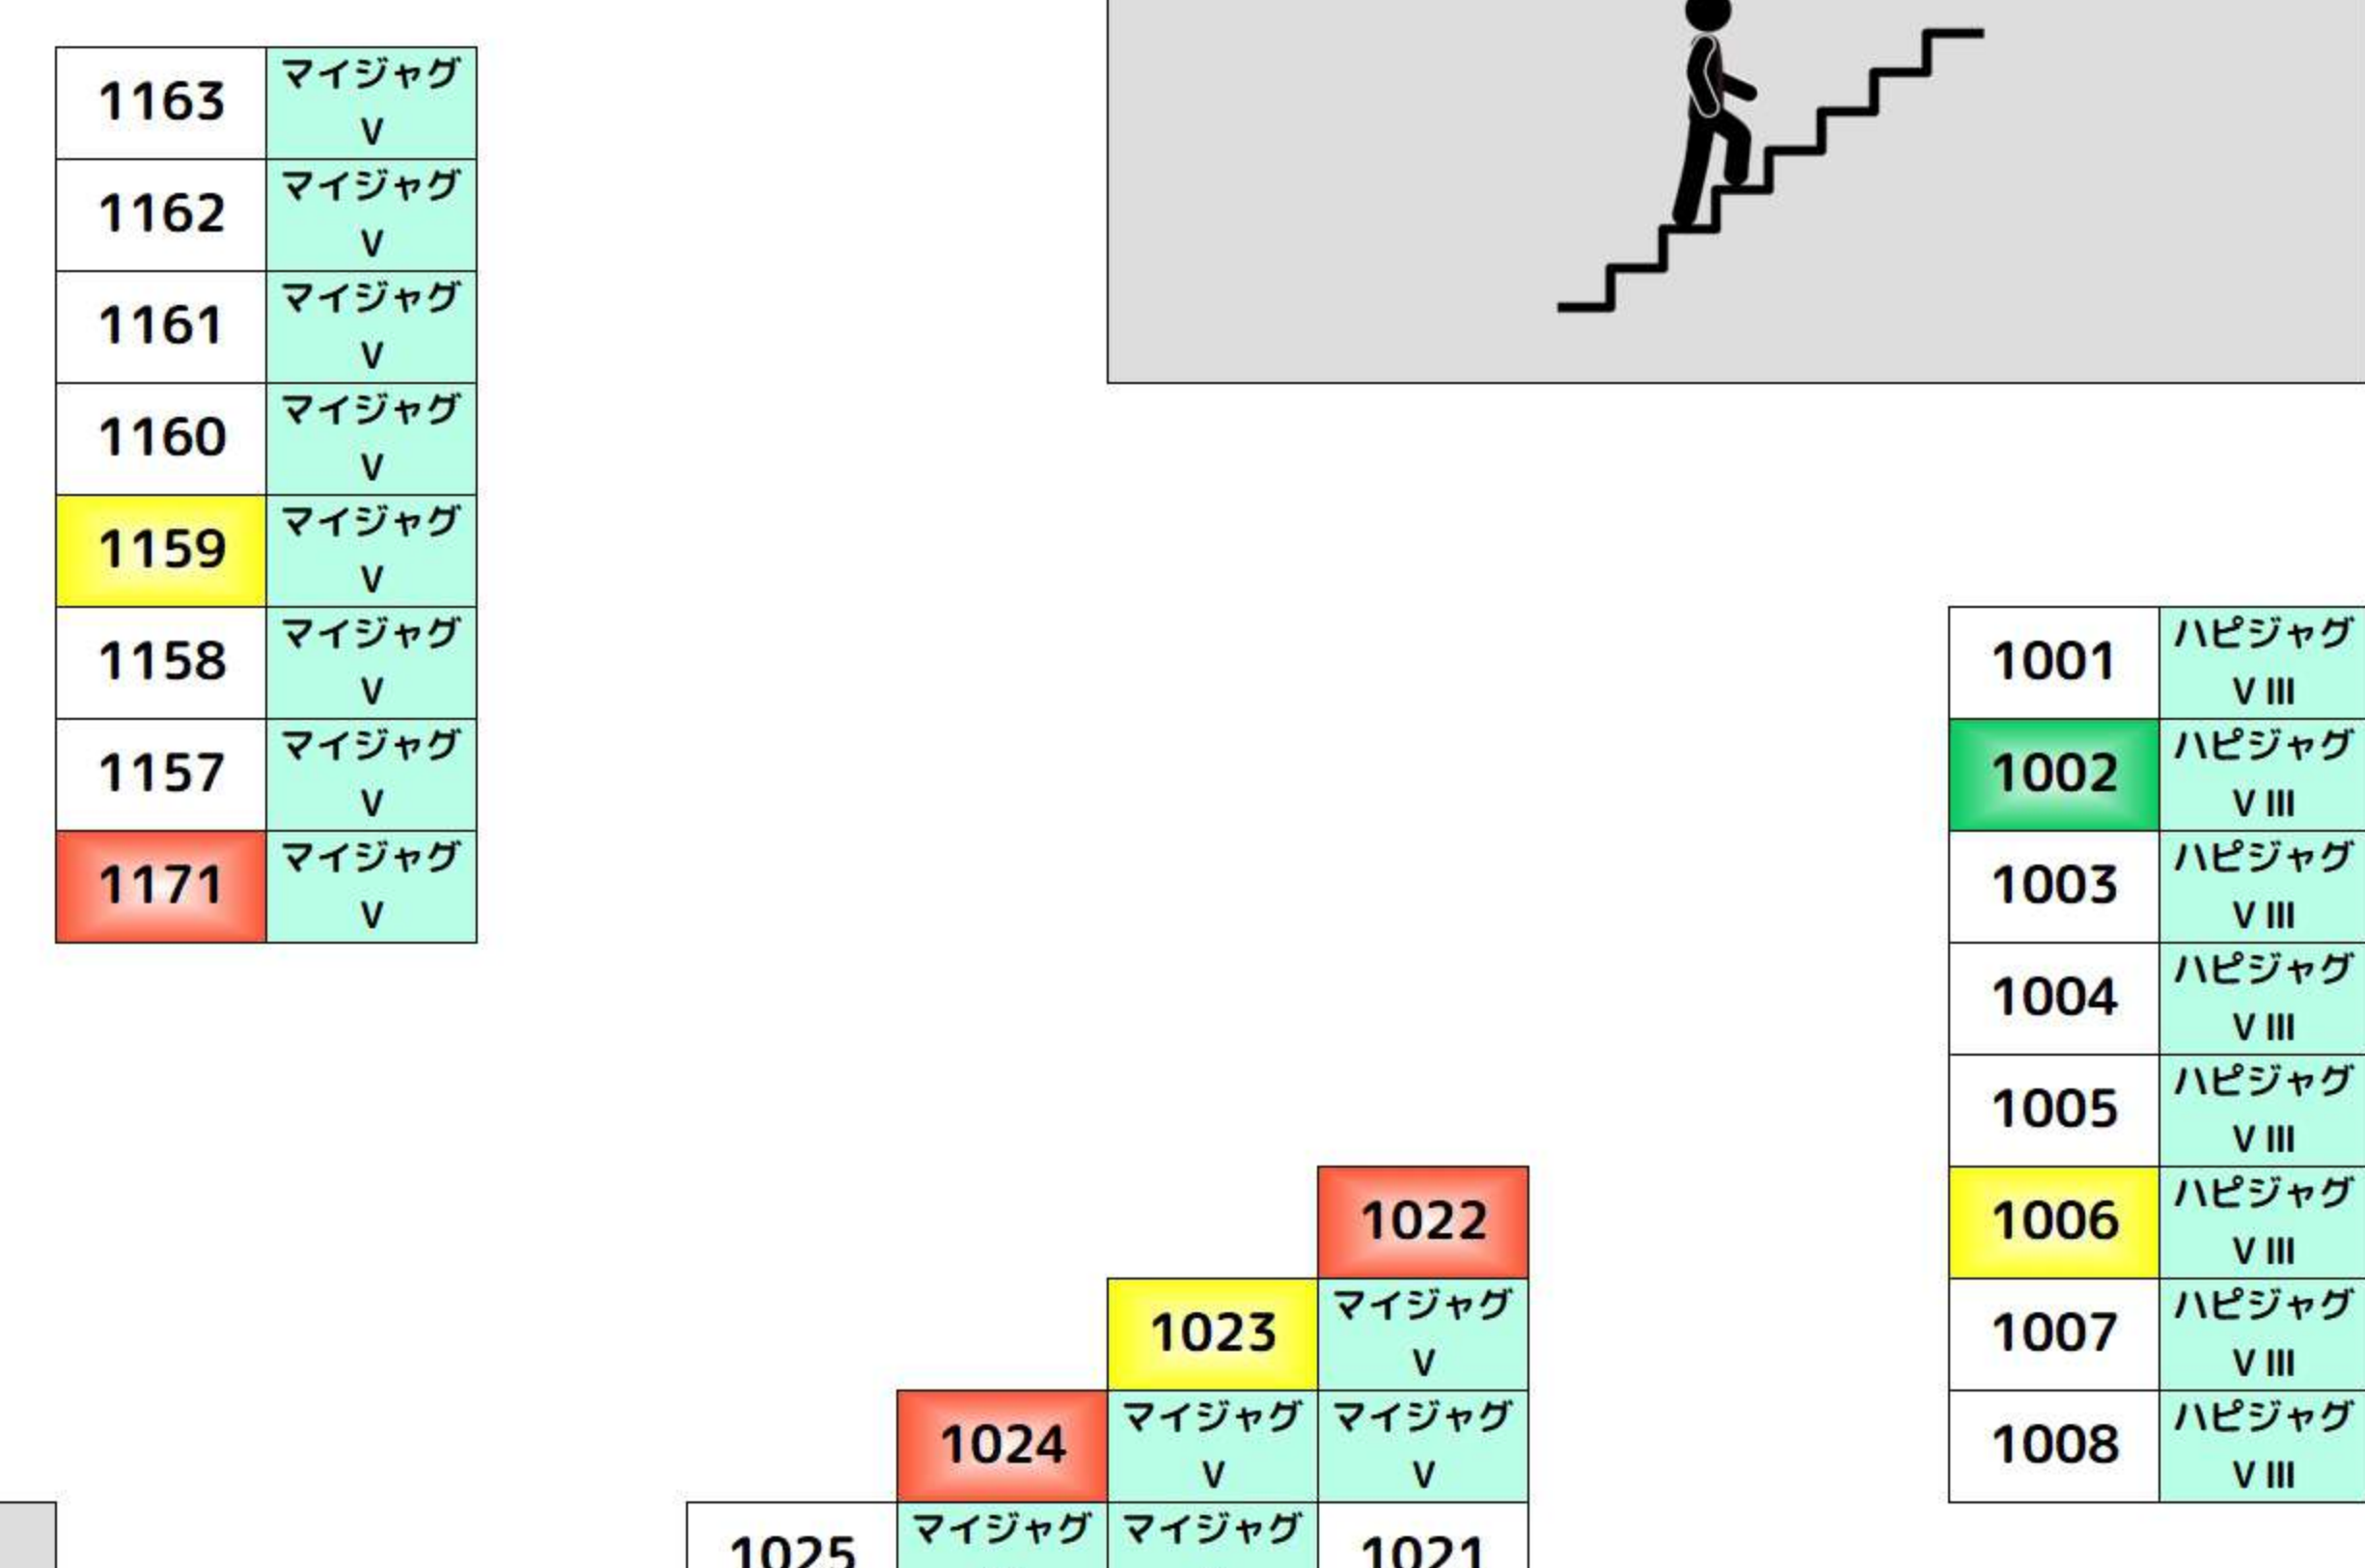 1163 マイジャグ
V
1162 マイジャグ
V
1161 マイジャグ
V
1160 マイジャグ
V
1159 マイジャグ
V
1158 マイジャグ
V
1157 マイジャグ
V
1171 マイジャグ
V
1001 ハピジャグ
V III
1002 ハピジャグ
V III
1003 ハピジャグ
V III
1004 ハピジャグ
V III
1005 ハピジャグ
V III
1006 ハピジャグ
V III
1007 ハピジャグ
V III
1008 ハピジャグ
V III
1022
1023 マイジャグ
V
1024 マイジャグ マイジャグ
V V
1025 マイジャグ マイジャグ 1021